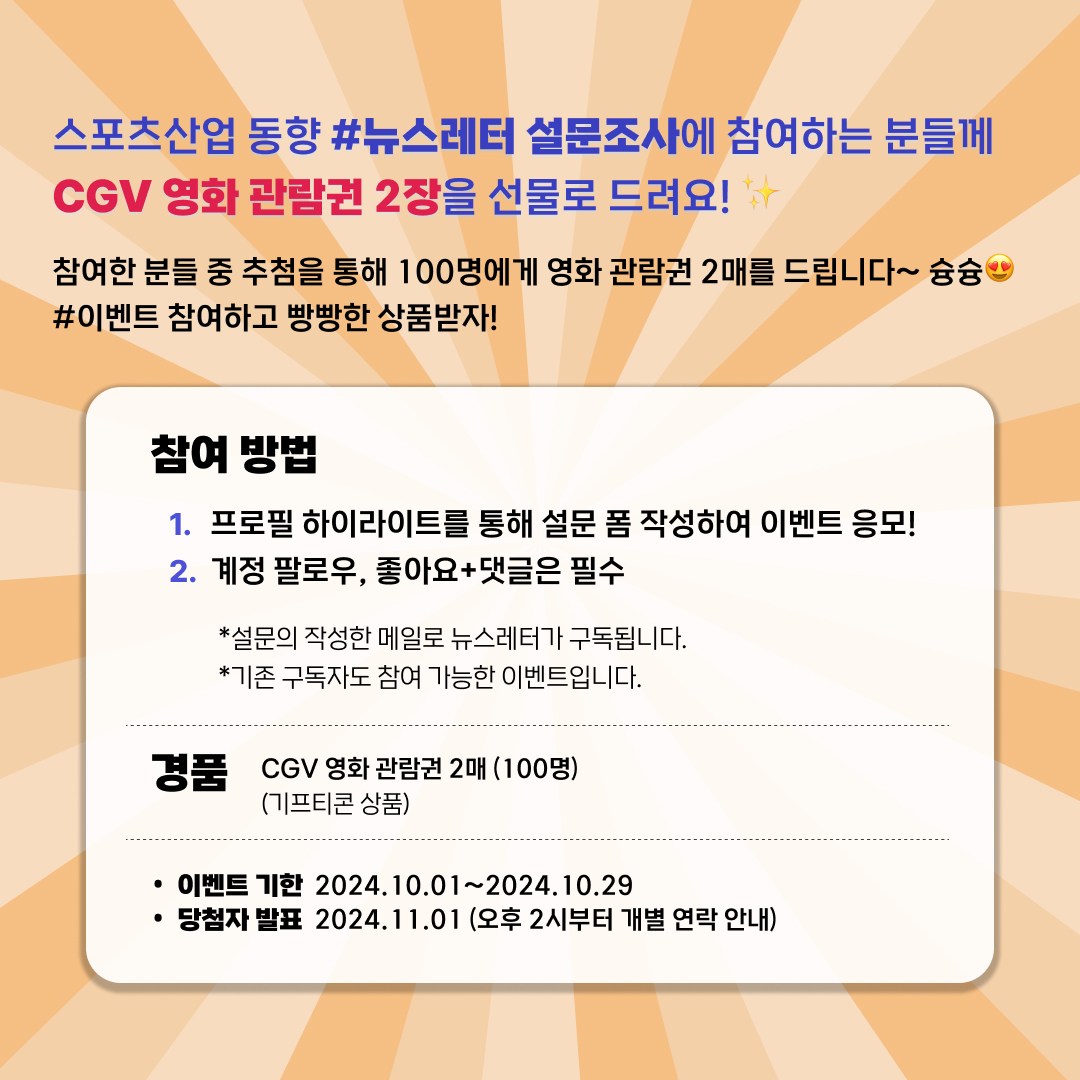 스포츠산업 동향 #뉴스레터 설문조사에 참여하는 분들께
CGV 영화 관람권 2장을 선물로 드려요! ✨
참여한 분들 중 추첨을 통해 100명에게 영화 관람권 2매를 드립니다~ 슝슝😍
#이벤트 참여하고 빵빵한 상품받자!
참여 방법
1. 프로필 하이라이트를 통해 설문 폼 작성하여 이벤트 응모!
2. 계정 팔로우, 좋아요+댓글은 필수
*설문의 작성한 메일로 뉴스레터가 구독됩니다.
*기존 구독자도 참여 가능한 이벤트입니다.
경품 CGV 영화 관람권 2매 (100명)
(기프티콘 상품)
• 이벤트 기한 2024.10.01~2024.10.29
• 당첨자 발표 2024.11.01 (오후 2시부터 개별 연락 안내)